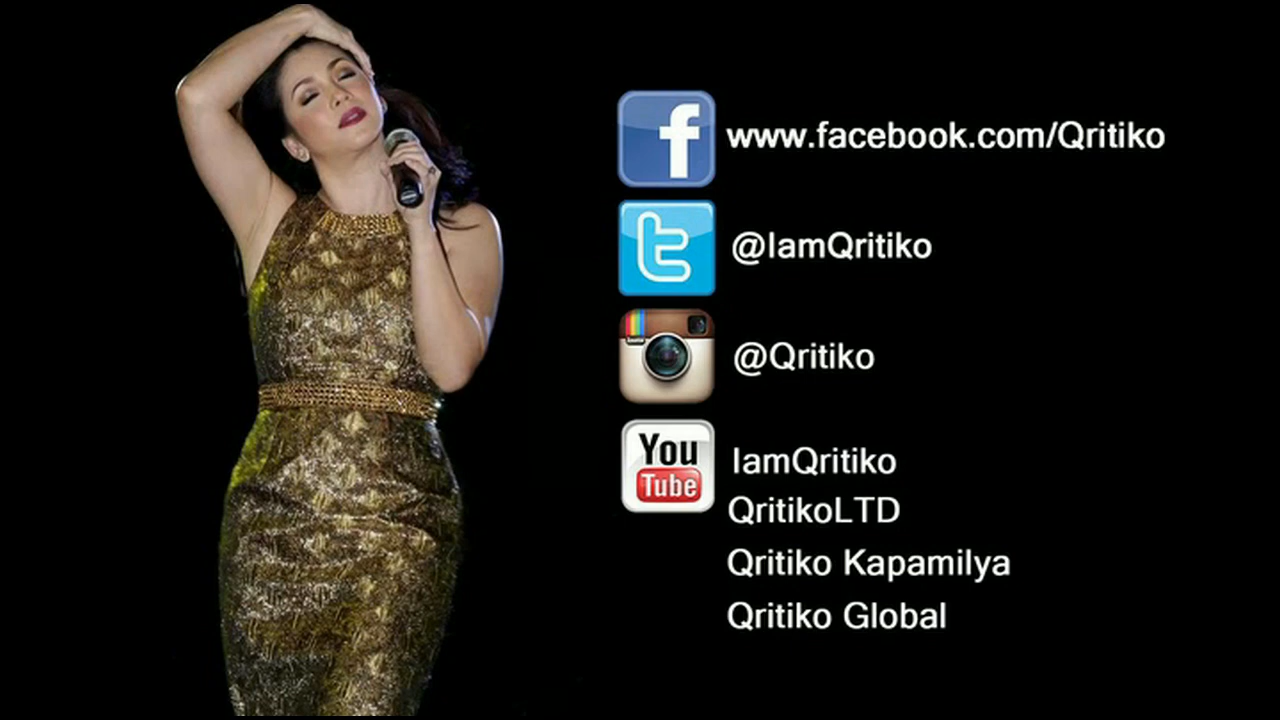 f www.facebook.com/Qritiko
t @IamQritiko
@Qritiko
You
Tube
IamQritiko
QritikoLTD
Qritiko Kapamilya
Qritiko Global